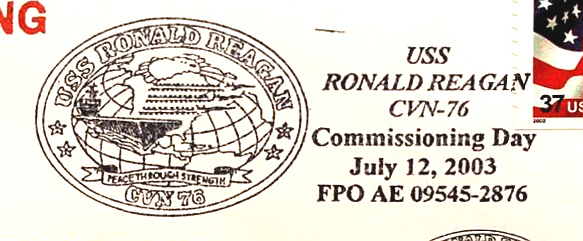 NG
USS RONALD REAGAN
PEACE THROUGH STRENGTH
CVN 76
USS
RONALD REAGAN
CVN-76
Commissioning Day
July 12, 2003
FPO AE 09545-2876
37 US